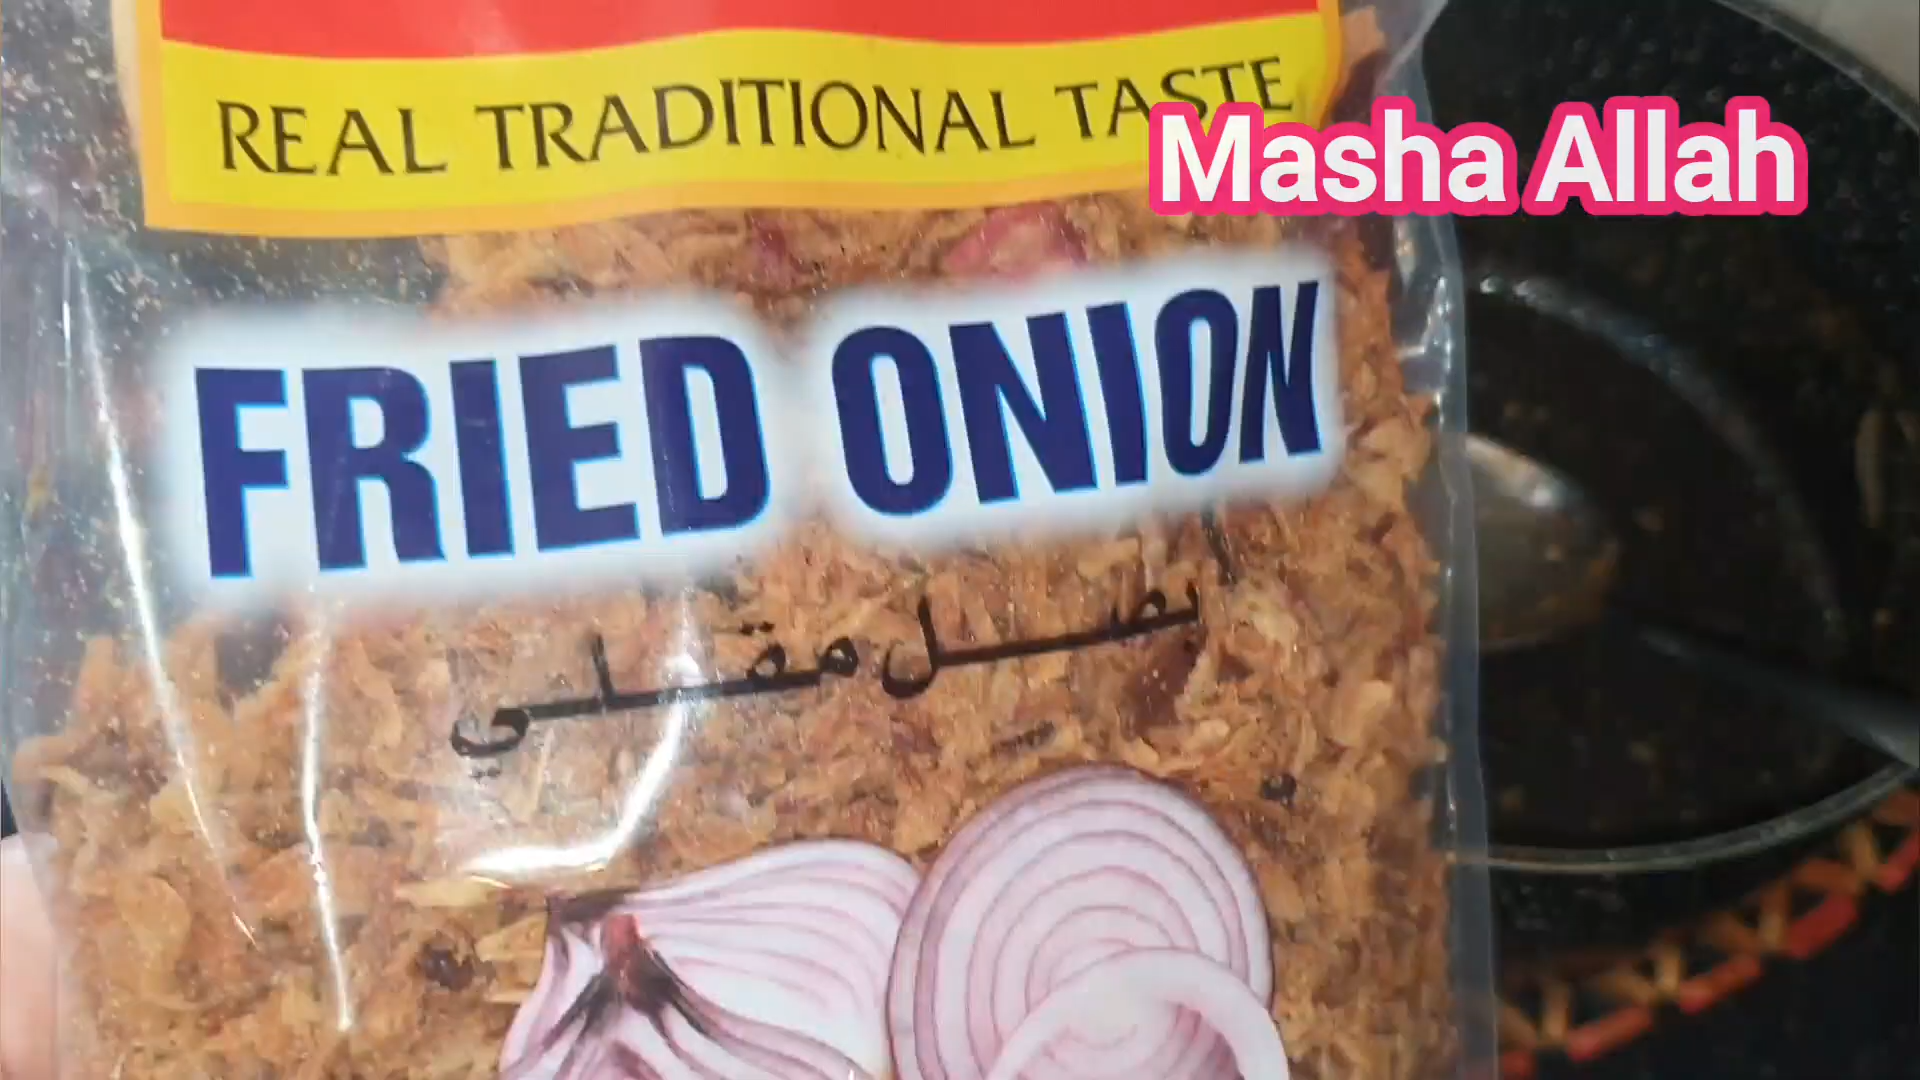 REAL TRADITIONAL TASTE
Masha Allah
FRIED ONION
بصل مقلي